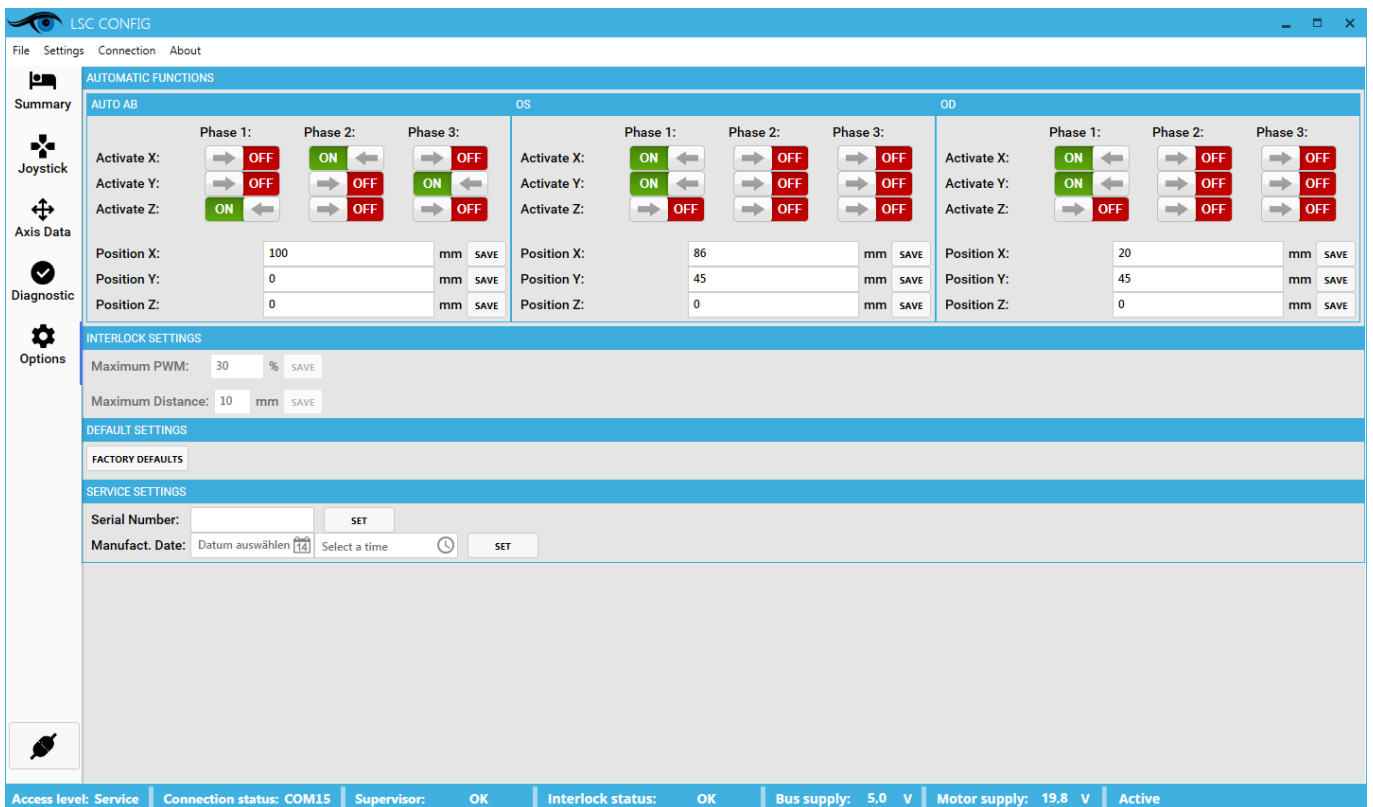 LSC CONFIG
File Settings Connection About
Summary
Joystick
Axis Data
Diagnostic
Options
AUTOMATIC FUNCTIONS
AUTO AB
Phase 1: Phase 2: Phase 3:
Activate X: OFF ON OFF
Activate Y: OFF OFF ON
Activate Z: ON OFF OFF
Position X: 100 mm SAVE
Position Y: 0 mm SAVE
Position Z: 0 mm SAVE
OS
Phase 1: Phase 2: Phase 3:
Activate X: ON OFF OFF
Activate Y: ON OFF OFF
Activate Z: OFF OFF OFF
Position X: 86 mm SAVE
Position Y: 45 mm SAVE
Position Z: 0 mm SAVE
OD
Phase 1: Phase 2: Phase 3:
Activate X: ON OFF OFF
Activate Y: ON OFF OFF
Activate Z: OFF OFF OFF
Position X: 20 mm SAVE
Position Y: 45 mm SAVE
Position Z: 0 mm SAVE
INTERLOCK SETTINGS
Maximum PWM: 30 % SAVE
Maximum Distance: 10 mm SAVE
DEFAULT SETTINGS
FACTORY DEFAULTS
SERVICE SETTINGS
Serial Number: SET
Manufact. Date: Datum auswählen 14 Select a time SET
Access level: Service Connection status: COM15 Supervisor: OK Interlock status: OK Bus supply: 5.0 V Motor supply: 19.8 V Active